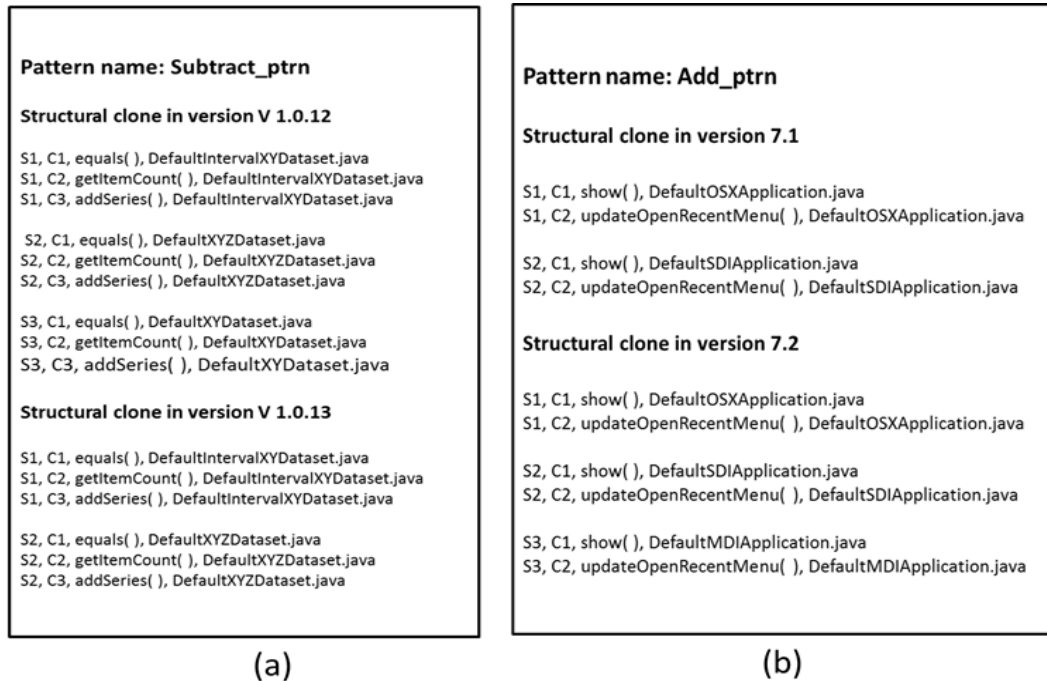 Pattern name: Subtract_ptrn
Structural clone in version V 1.0.12
S1, C1, equals( ), DefaultIntervalXYDataset.java
S1, C2, getItemCount( ), DefaultIntervalXYDataset.java
S1, C3, addSeries( ), DefaultIntervalXYDataset.java
S2, C1, equals( ), DefaultXYZDataset.java
S2, C2, getItemCount( ), DefaultXYZDataset.java
S2, C3, addSeries( ), DefaultXYZDataset.java
S3, C1, equals( ), DefaultXYDataset.java
S3, C2, getItemCount( ), DefaultXYDataset.java
S3, C3, addSeries( ), DefaultXYDataset.java
Structural clone in version V 1.0.13
S1, C1, equals( ), DefaultIntervalXYDataset.java
S1, C2, getItemCount( ), DefaultIntervalXYDataset.java
S1, C3, addSeries( ), DefaultIntervalXYDataset.java
S2, C1, equals( ), DefaultXYZDataset.java
S2, C2, getItemCount( ), DefaultXYZDataset.java
S2, C3, addSeries( ), DefaultXYZDataset.java
(a)
Pattern name: Add_ptrn
Structural clone in version 7.1
S1, C1, show( ), DefaultOSXApplication.java
S1, C2, updateOpenRecentMenu( ), DefaultOSXApplication.java
S2, C1, show( ), DefaultSDIApplication.java
S2, C2, updateOpenRecentMenu( ), DefaultSDIApplication.java
Structural clone in version 7.2
S1, C1, show( ), DefaultOSXApplication.java
S1, C2, updateOpenRecentMenu( ), DefaultOSXApplication.java
S2, C1, show( ), DefaultSDIApplication.java
S2, C2, updateOpenRecentMenu( ), DefaultSDIApplication.java
S3, C1, show( ), DefaultMDIApplication.java
S3, C2, updateOpenRecentMenu( ), DefaultMDIApplication.java
(b)